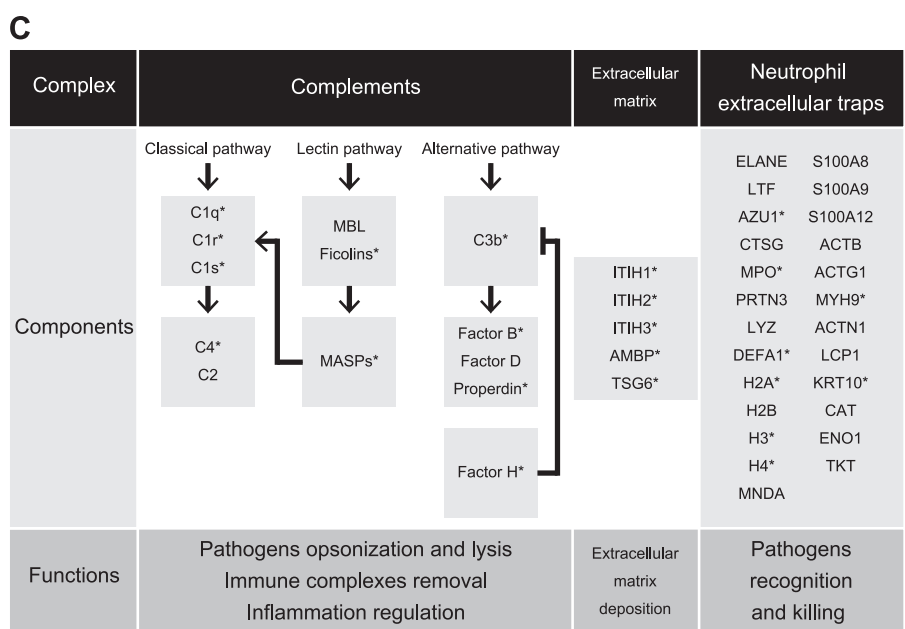 C
Complex
Complements
Extracellular
matrix
Neutrophil
extracellular traps
Components
Classical pathway
C1q*
C1r*
C1s*
C4*
C2
Lectin pathway
MBL
Ficolins*
MASPs*
Alternative pathway
C3b*
Factor B*
Factor D
Properdin*
Factor H*
ITIH1*
ITIH2*
ITIH3*
AMBP*
TSG6*
ELANE S100A8
LTF S100A9
AZU1* S100A12
CTSG ACTB
MPO* ACTG1
PRTN3 MYH9*
LYZ ACTN1
DEFA1* LCP1
H2A* KRT10*
H2B CAT
H3* ENO1
H4* TKT
MNDA
Functions
Pathogens opsonization and lysis
Immune complexes removal
Inflammation regulation
Extracellular
matrix
deposition
Pathogens
recognition
and killing